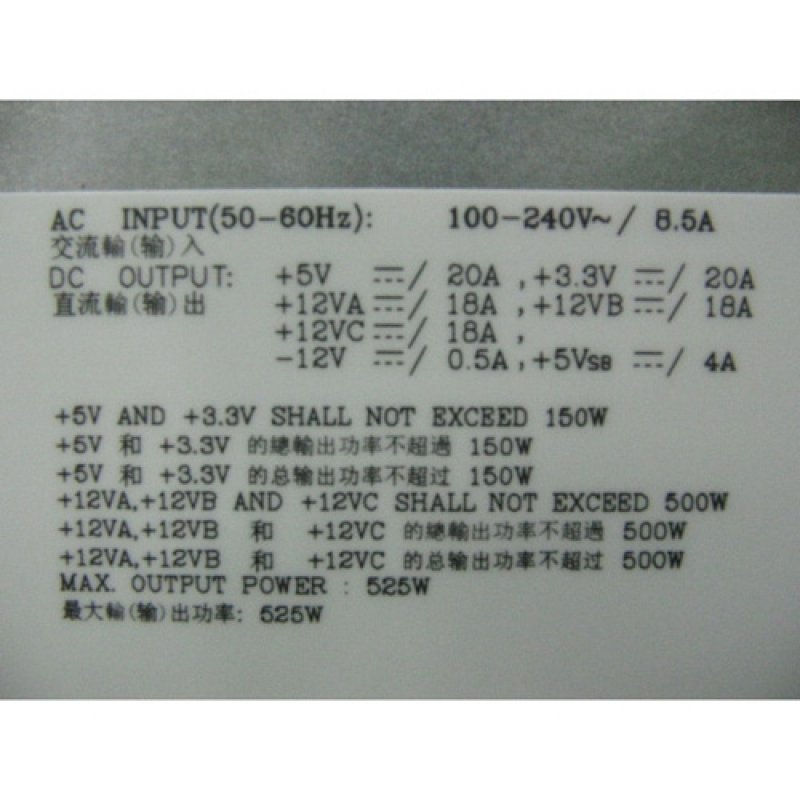 AC INPUT(50-60Hz): 100-240V~/ 8.5A
交流輸(输)入
DC OUTPUT: +5V ⎓/ 20A , +3.3V ⎓/ 20A
直流輸(输)出 +12VA ⎓/ 18A , +12VB ⎓/ 18A
+12VC ⎓/ 18A ,
-12V ⎓/ 0.5A , +5VSB ⎓/ 4A
+5V AND +3.3V SHALL NOT EXCEED 150W
+5V 和 +3.3V 的總輸出功率不超過 150W
+5V 和 +3.3V 的总输出功率不超过 150W
+12VA,+12VB AND +12VC SHALL NOT EXCEED 500W
+12VA,+12VB 和 +12VC 的總輸出功率不超過 500W
+12VA,+12VB 和 +12VC 的总输出功率不超过 500W
MAX. OUTPUT POWER : 525W
最大輸(输)出功率: 525W